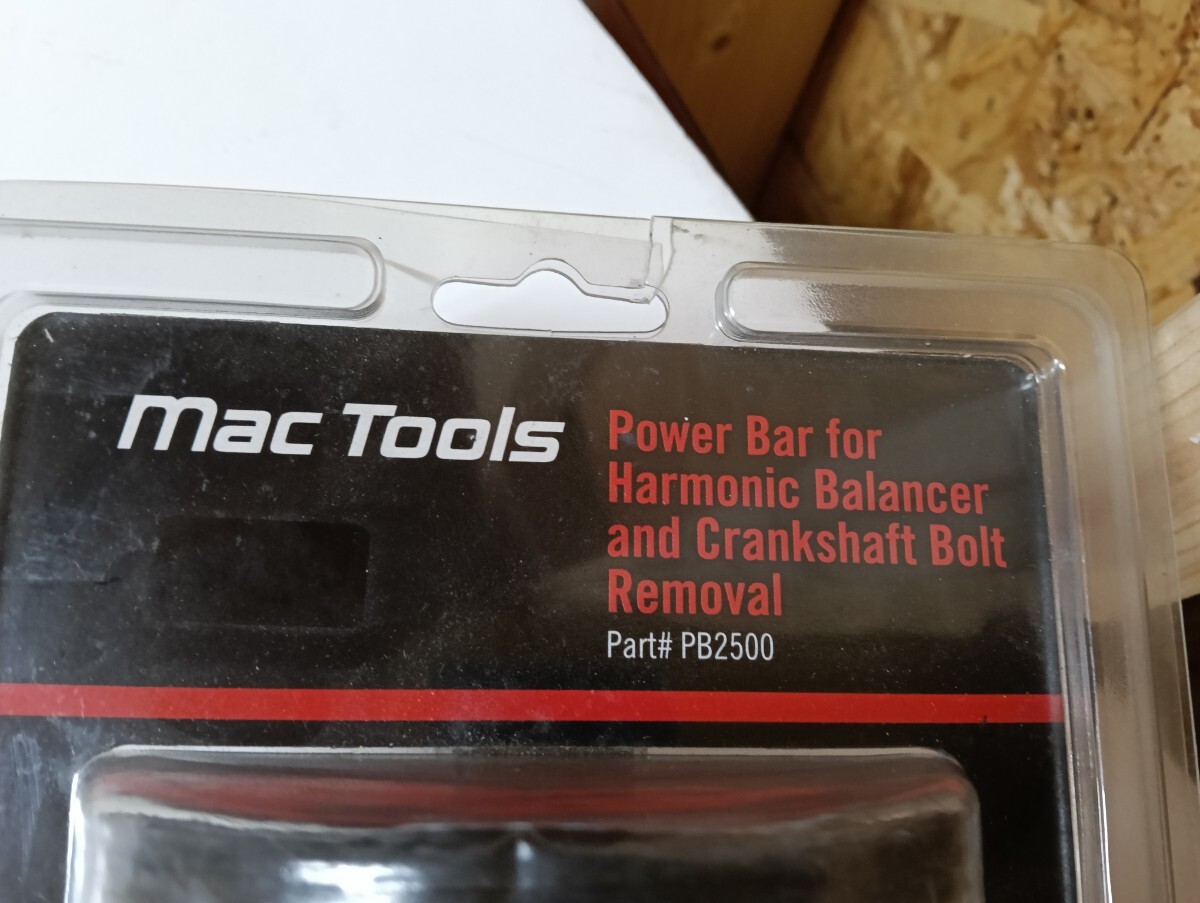 mac Tools
Power Bar for
Harmonic Balancer
and Crankshaft Bolt
Removal
Part# PB2500